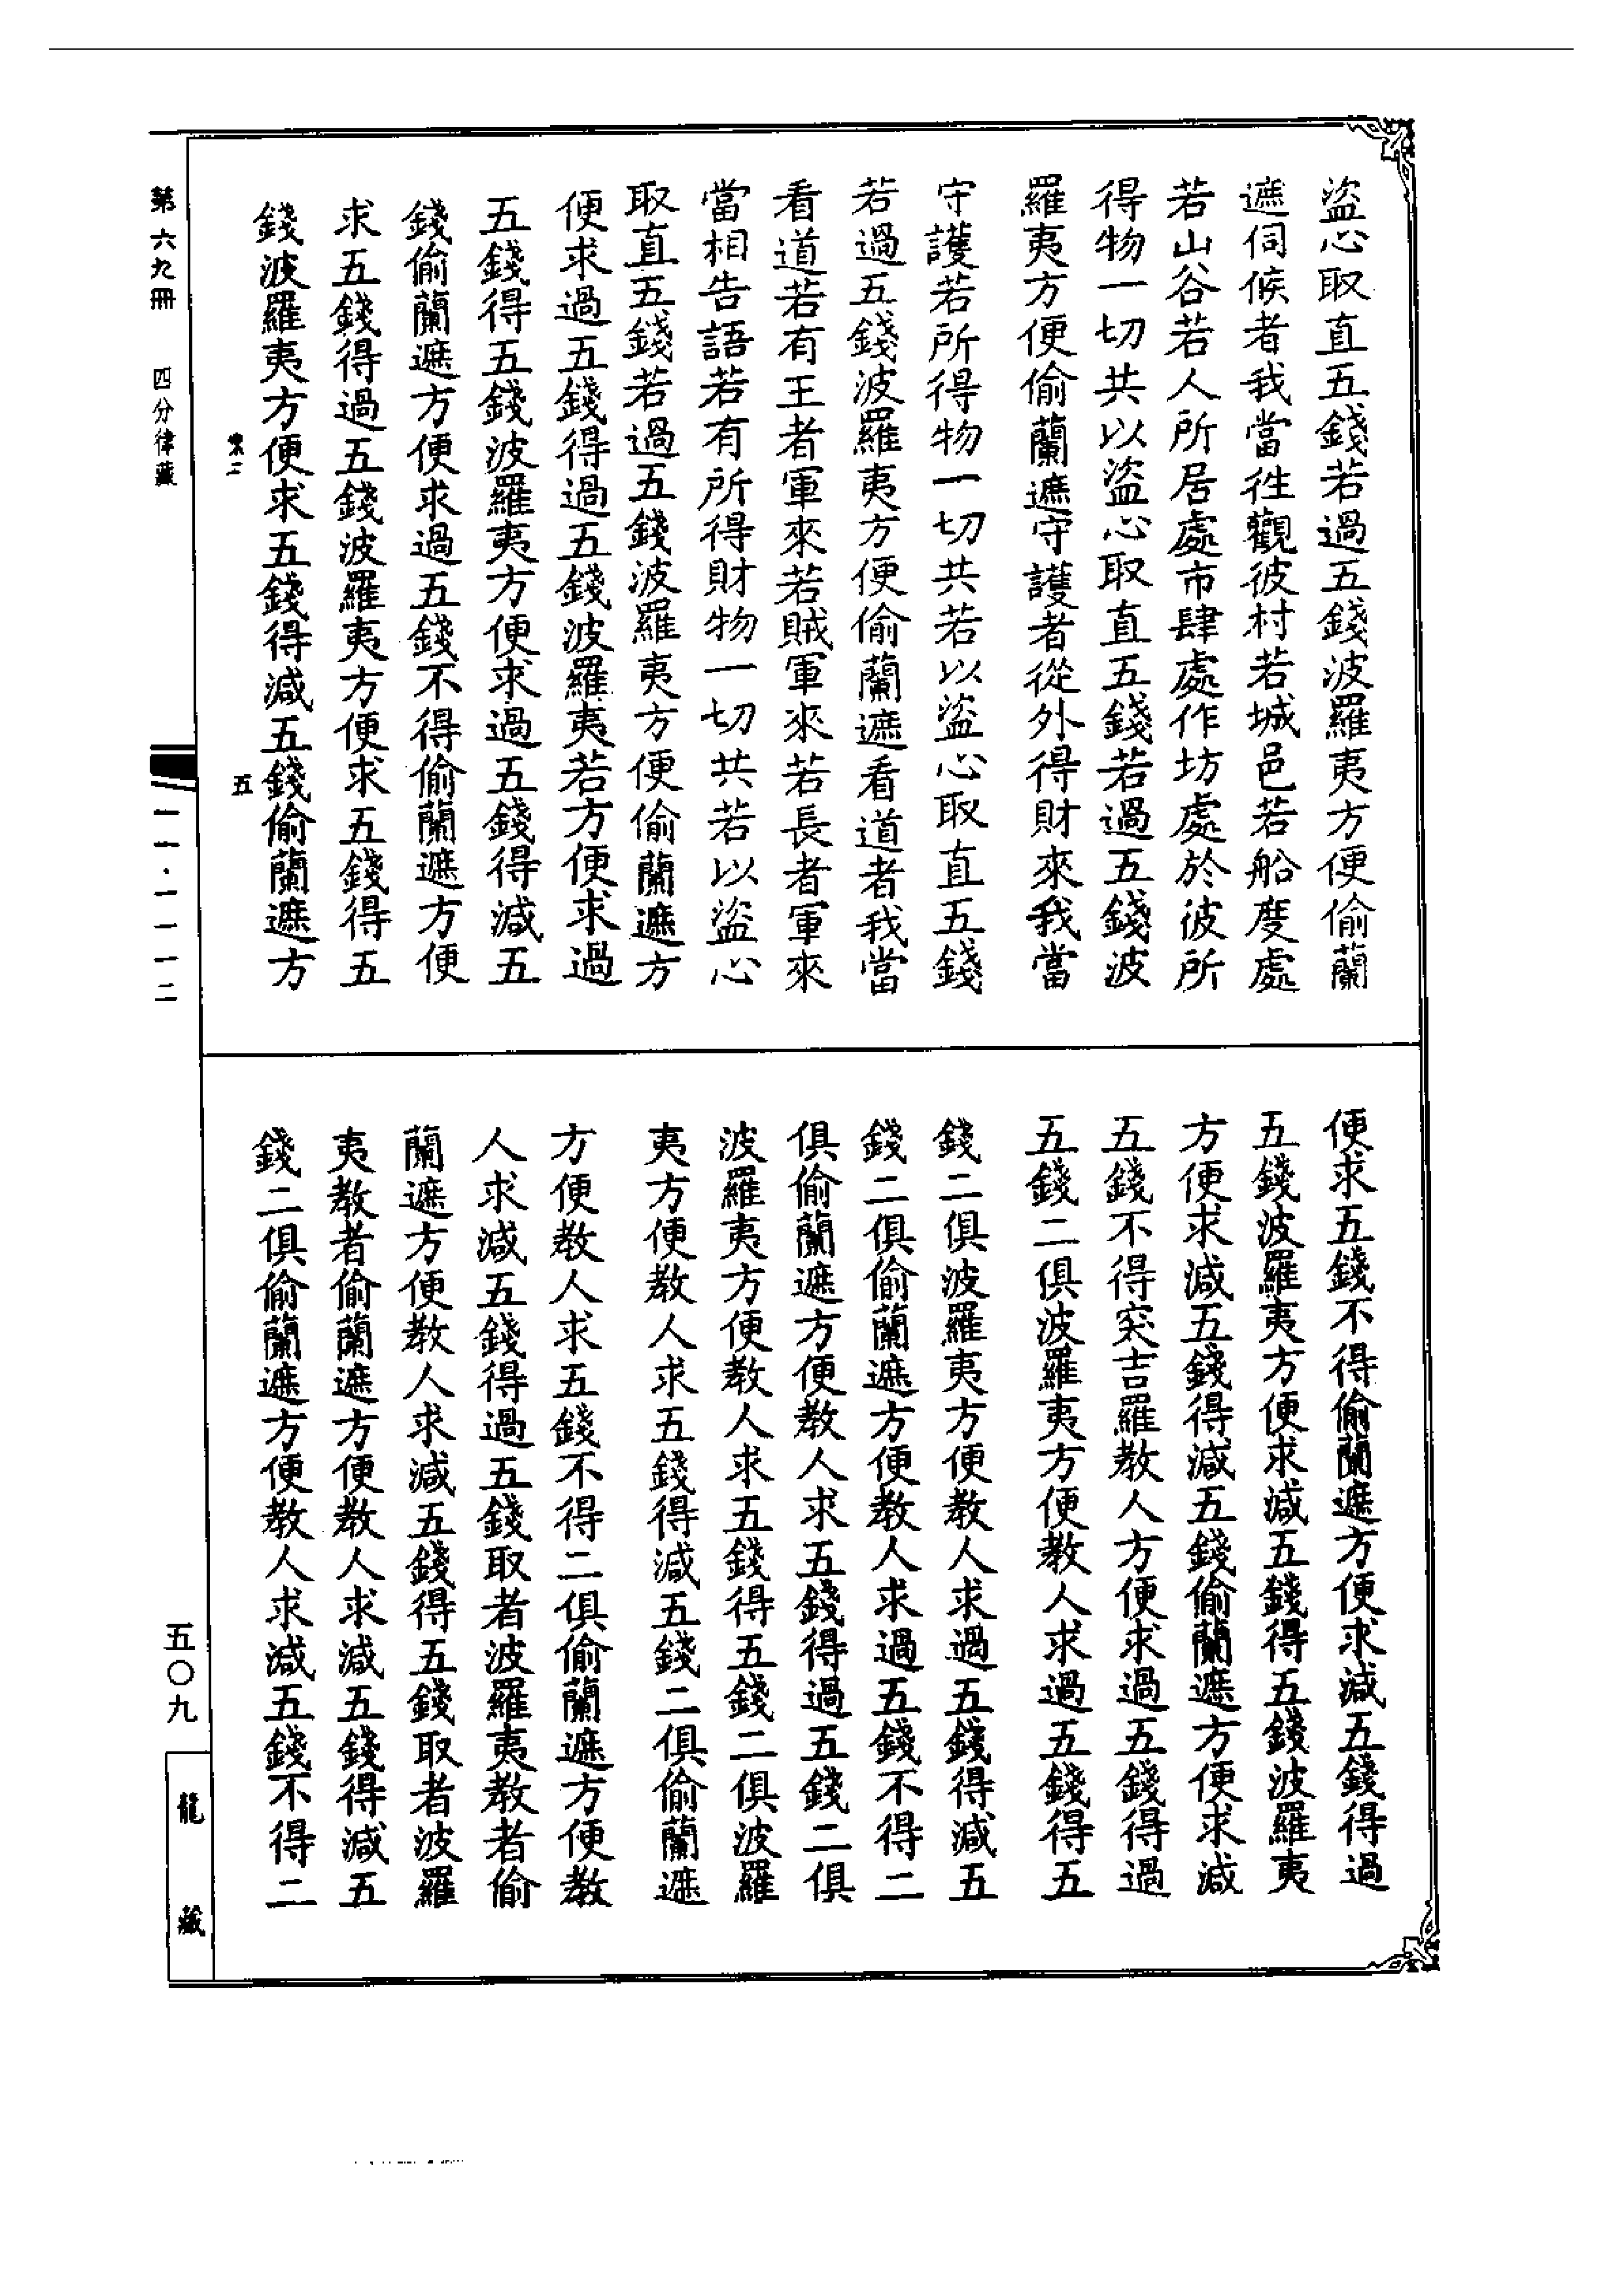 盜心取直五錢若過五錢波羅夷方便偷蘭
遮伺候者我當往觀彼村若城邑若船度處
若山谷若人所居處市肆處作坊處於彼所
得物一切共以盜心取直五錢若過五錢波
羅夷方便偷蘭遮守護者從外得財來我當
守護若所得物一切共若以盜心取直五錢
若過五錢波羅夷方便偷蘭遮看道者我當
看道若有王者軍來若賊軍來若長者軍來
當相告語若有所得財物一切共若以盜心
取直五錢若過五錢波羅夷方便偷蘭遮方
便求過五錢得過五錢波羅夷若方便求過
五錢得五錢波羅夷方便求過五錢得減五
錢偷蘭遮方便求過五錢不得偷蘭遮方便
求五錢得過五錢波羅夷方便求五錢得五
錢波羅夷方便求五錢得減五錢偷蘭遮方
便求五錢不得偷蘭遮方便求減五錢得過
五錢波羅夷方便求減五錢得五錢波羅夷
方便求減五錢得減五錢偷蘭遮方便求減
五錢不得突吉羅教人方便求過五錢得過
五錢二俱波羅夷方便教人求過五錢得五
錢二俱波羅夷方便教人求過五錢得減五
錢二俱偷蘭遮方便教人求過五錢不得二
俱偷蘭遮方便教人求五錢得過五錢二俱
波羅夷方便教人求五錢得五錢二俱波羅
夷方便教人求五錢得減五錢二俱偷蘭遮
方便教人求五錢不得二俱偷蘭遮方便教
人求減五錢得過五錢取者波羅夷教者偷
蘭遮方便教人求減五錢得五錢取者波羅
夷教者偷蘭遮方便教人求減五錢得減五
錢二俱偷蘭遮方便教人求減五錢不得二
第六九冊 四分律藏
五
一一·一一一二
五〇九
龍藏